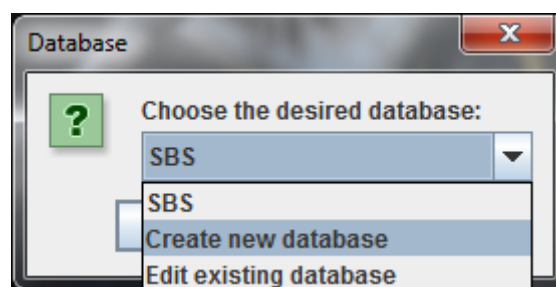 Database
x
?
Choose the desired database:
SBS
SBS
Create new database
Edit existing database